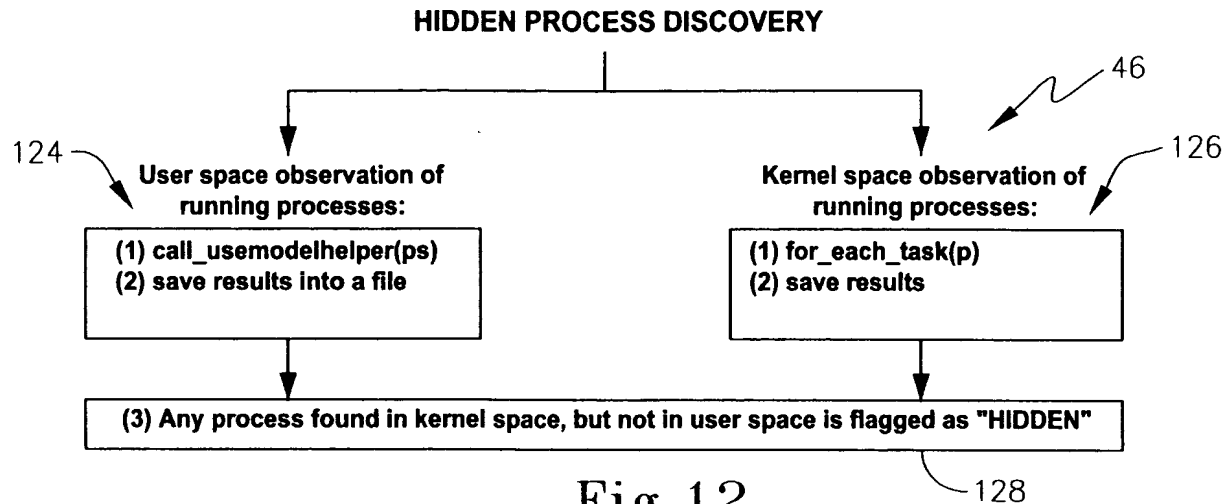 HIDDEN PROCESS DISCOVERY
46
124
126
User space observation of
running processes:
Kernel space observation of
running processes:
(1) call_usemodelhelper(ps)
(2) save results into a file
(1) for_each_task(p)
(2) save results
(3) Any process found in kernel space, but not in user space is flagged as "HIDDEN"
128
Fig. 12